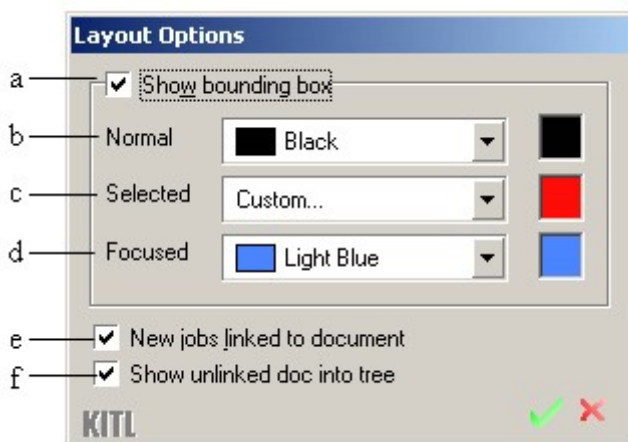 Layout Options
a Show bounding box
b Normal Black
c Selected Custom...
d Focused Light Blue
e New jobs linked to document
f Show unlinked doc into tree
KITL